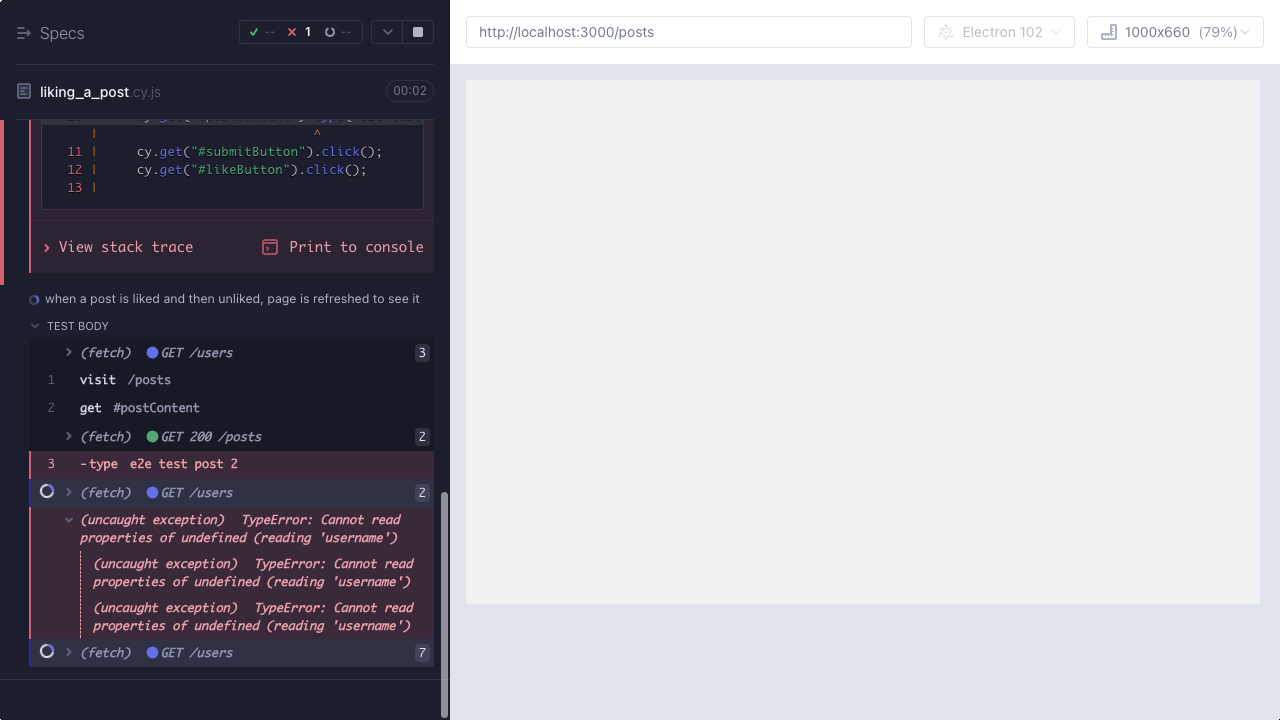 Specs
-- 1 --
http://localhost:3000/posts
Electron 102
1000x660 (79%)
liking_a_post.cy.js
00:02
| ^
11 | cy.get("#submitButton").click();
12 | cy.get("#likeButton").click();
13 |
View stack trace
Print to console
when a post is liked and then unliked, page is refreshed to see it
TEST BODY
(fetch) GET /users 3
1 visit /posts
2 get #postContent
(fetch) GET 200 /posts 2
3 -type e2e test post 2
(fetch) GET /users 2
(uncaught exception) TypeError: Cannot read
properties of undefined (reading 'username')
(uncaught exception) TypeError: Cannot read
properties of undefined (reading 'username')
(uncaught exception) TypeError: Cannot read
properties of undefined (reading 'username')
(fetch) GET /users 7